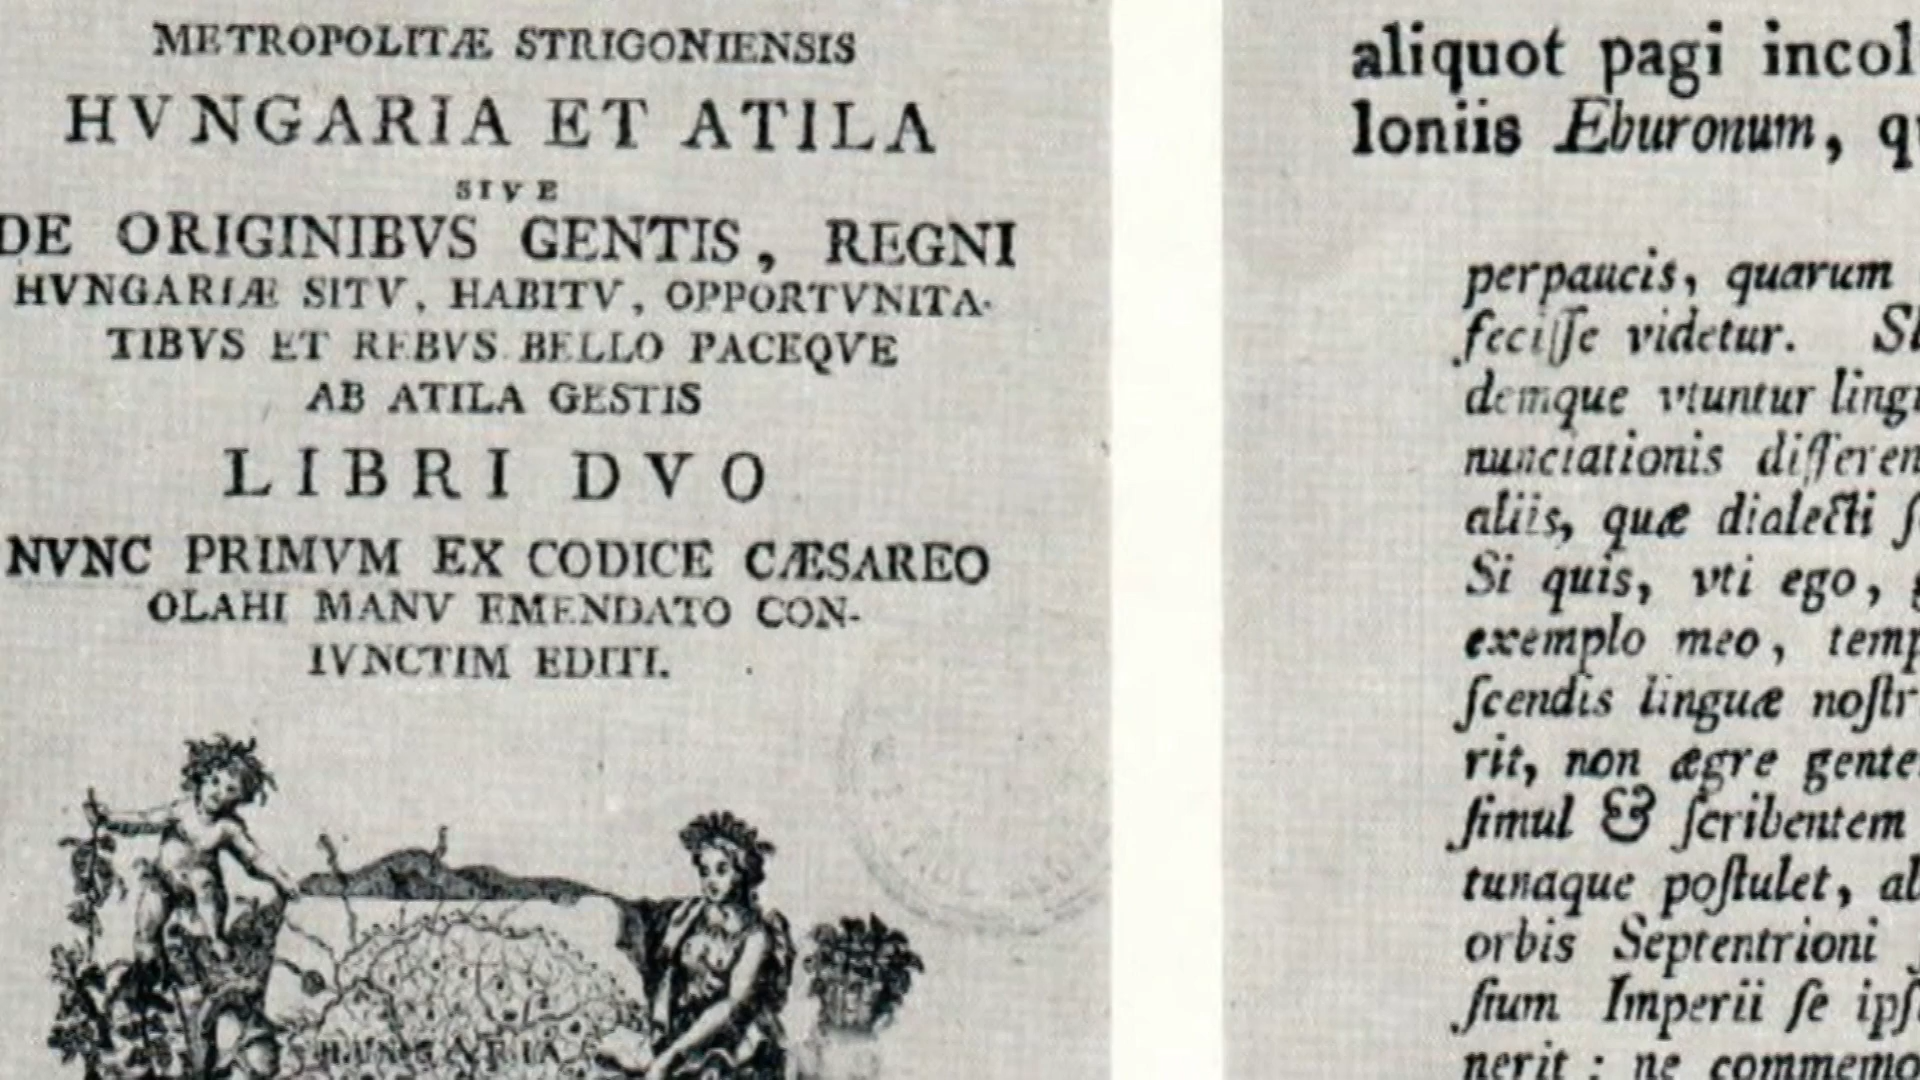 METROPOLITÆ STRIGONIENSIS
HVNGARIA ET ATILA
SIVE
DE ORIGINIBVS GENTIS, REGNI
HVNGARIÆ SITV, HABITV, OPPORTVNITA-
TIBVS ET REBVS BELLO PACEQVE
AB ATILA GESTIS
LIBRI DVO
NVNC PRIMVM EX CODICE CÆSAREO
OLAHI MANV EMENDATO CON-
IVNCTIM EDITI.
HUNGARIA
aliquot pagi incol
loniis Eburonum, qu
perpaucis, quarum
feciſſe videtur. Si
demque vtuntur lingu
nunciationis differen
aliis, quæ dialecti ſ
Si quis, vti ego, g
exemplo meo, temp
ſcendis linguæ noſtr
rit, non ægre gente
ſimul & ſcribentem
tunaque poſtulet, al
orbis Septentrioni
ſtum Imperii ſe ipſ
nerit: ne commemo